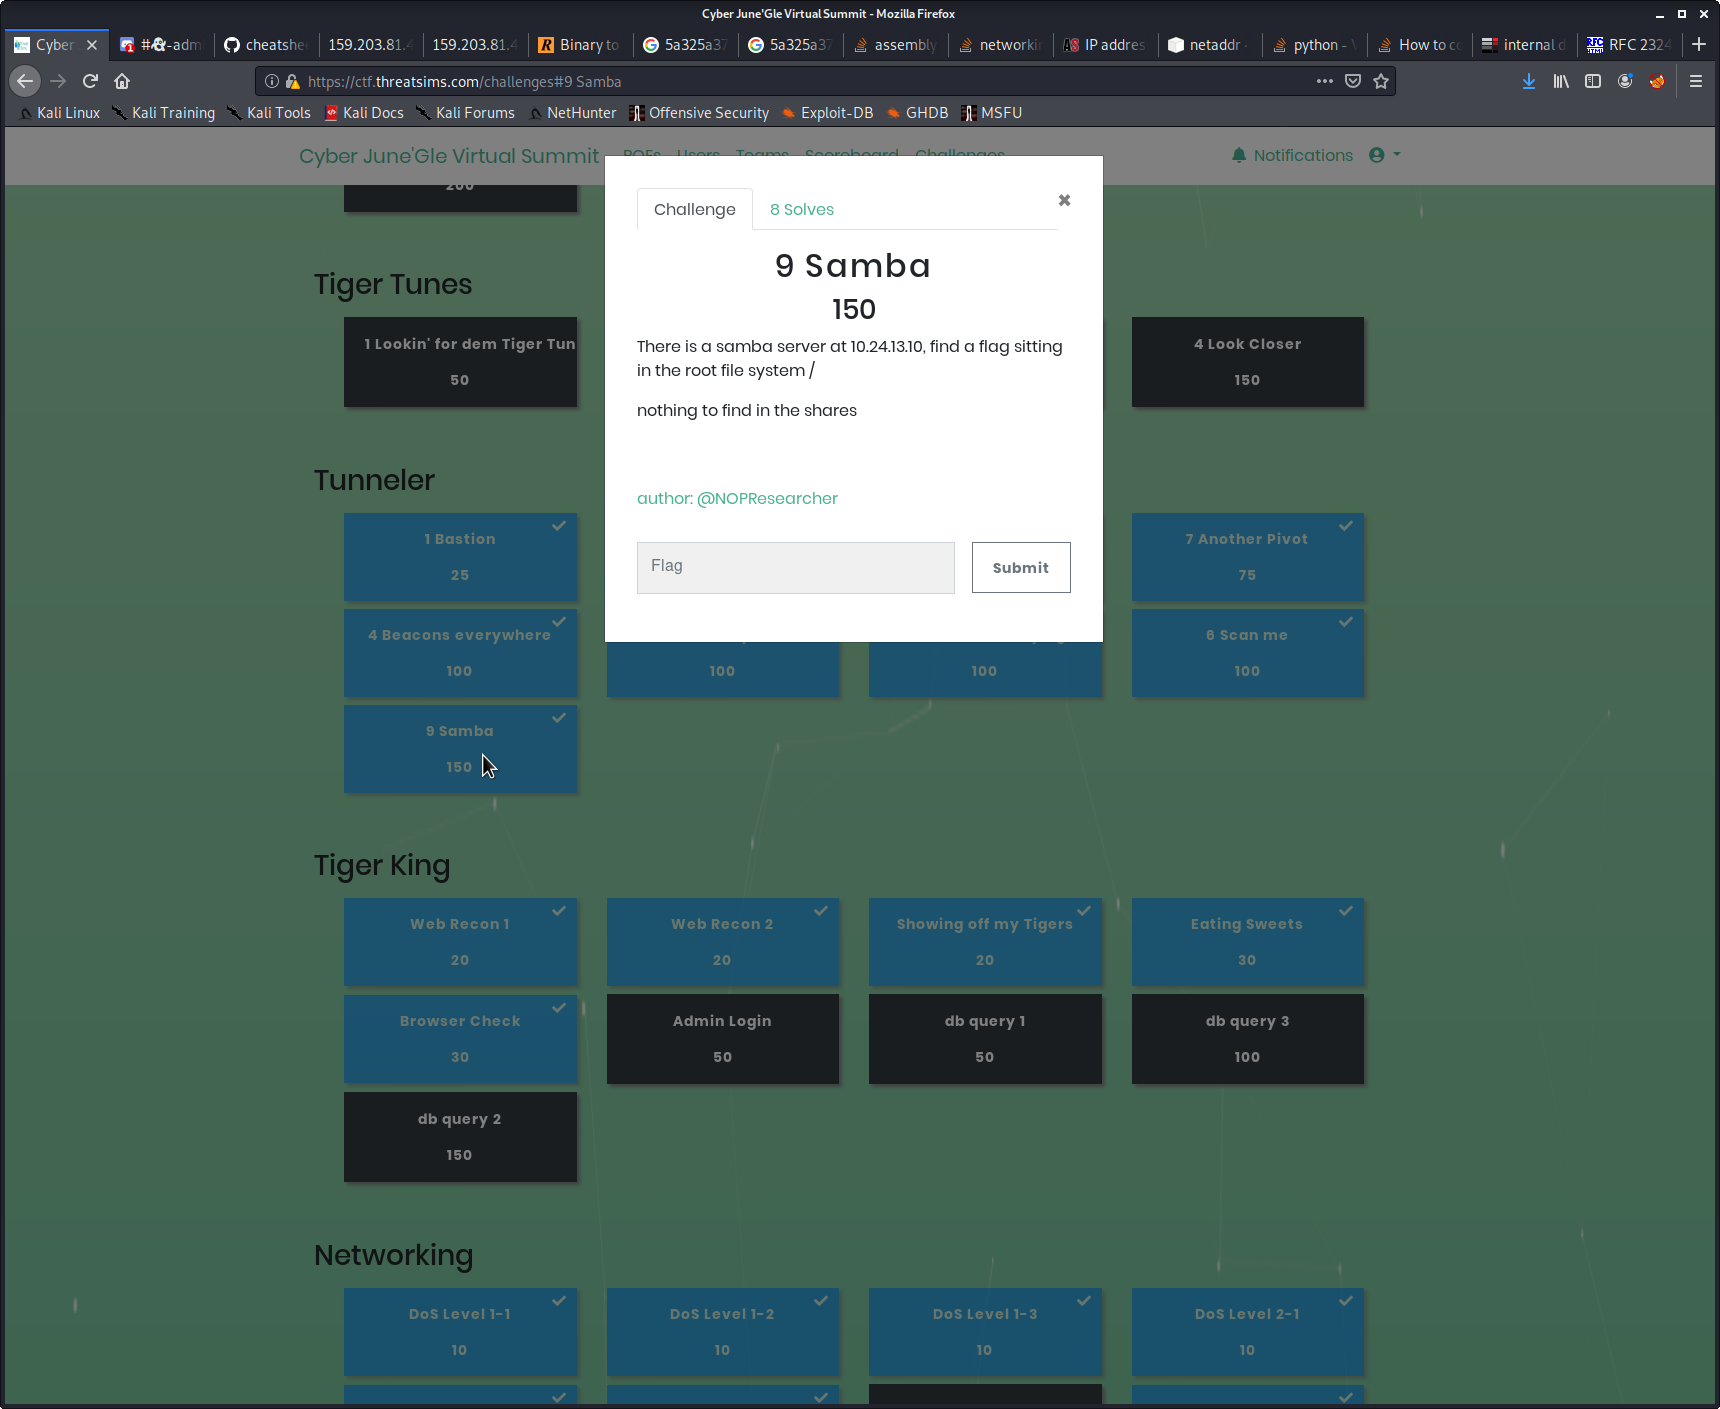 Cyber June'Gle Virtual Summit - Mozilla Firefox
Cyber
#
-adm
cheatshe
159.203.81.4
159.203.81.4
Binary to
5a325a37
5a325a37
assembly
networki
IP addres
netaddr
python -
How to c
internal d
RFC 2324
https://ctf.threatsims.com/challenges#9 Samba
Kali Linux
Kali Training
Kali Tools
Kali Docs
Kali Forums
NetHunter
Offensive Security
Exploit-DB
GHDB
MSFU
Cyber June'Gle Virtual Summit
Users
Teams
Scoreboard
Challenges
Notifications
200
Challenge
8 Solves
×
9 Samba
150
There is a samba server at 10.24.13.10, find a flag sitting
in the root file system /
nothing to find in the shares
author: @NOPResearcher
Flag
Submit
Tiger Tunes
1 Lookin' for dem Tiger Tun
50
4 Look Closer
150
Tunneler
1 Bastion
25
7 Another Pivot
75
4 Beacons everywhere
100
100
100
6 Scan me
100
9 Samba
150
Tiger King
Web Recon 1
20
Web Recon 2
20
Showing off my Tigers
20
Eating Sweets
30
Browser Check
30
Admin Login
50
db query 1
50
db query 3
100
db query 2
150
Networking
DoS Level 1-1
10
DoS Level 1-2
10
DoS Level 1-3
10
DoS Level 2-1
10